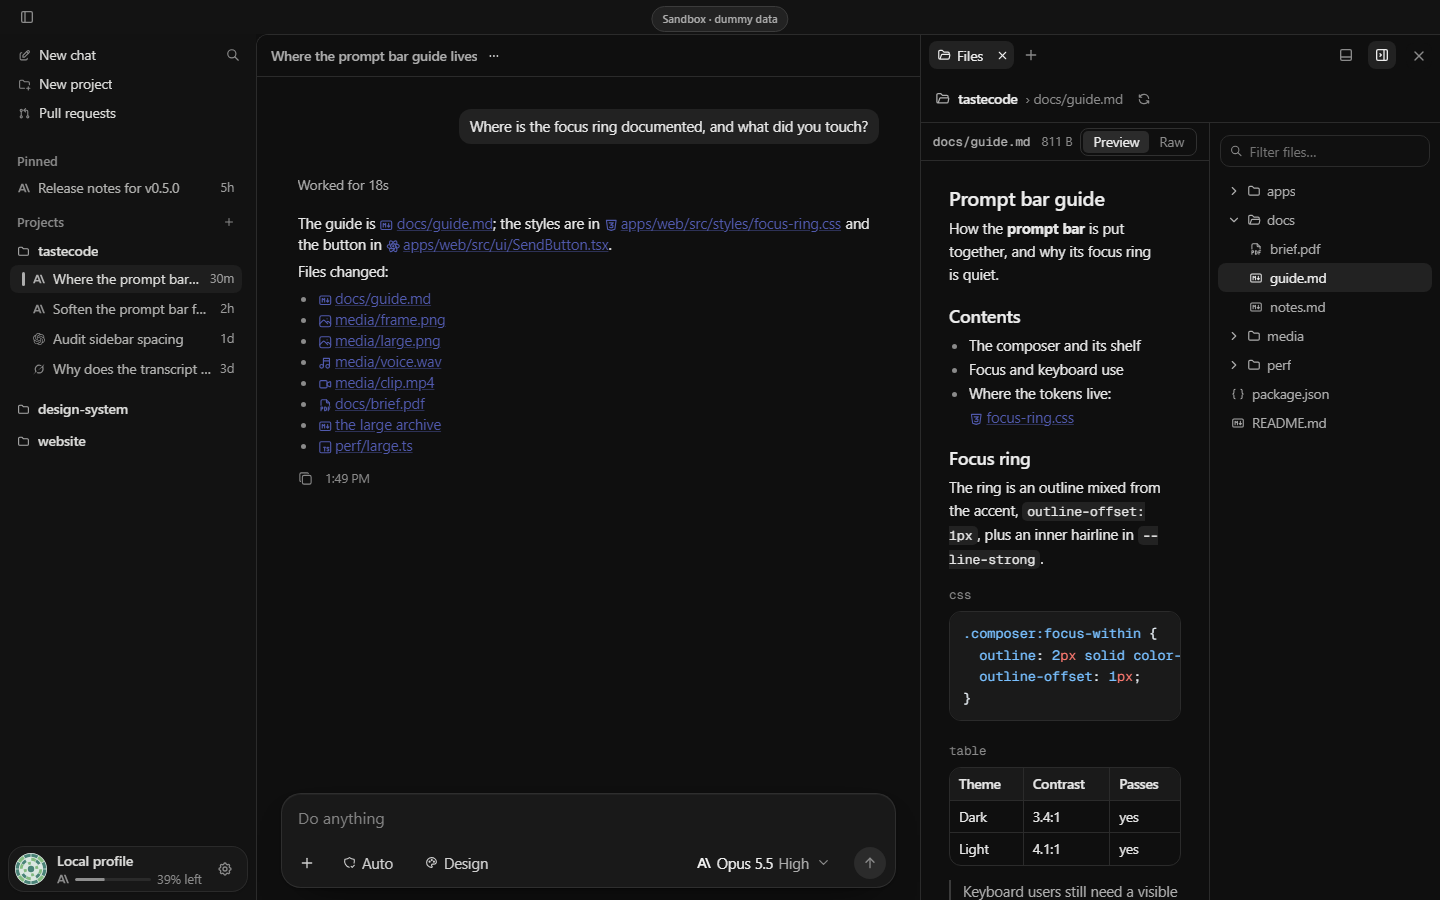 Sandbox · dummy data
New chat
New project
Pull requests
Pinned
Release notes for v0.5.0 5h
Projects
tastecode
Where the prompt bar... 30m
Soften the prompt bar f... 2h
Audit sidebar spacing 1d
Why does the transcript ... 3d
design-system
website
Local profile
39% left
Where the prompt bar guide lives ···
Where is the focus ring documented, and what did you touch?
Worked for 18s
The guide is docs/guide.md; the styles are in apps/web/src/styles/focus-ring.css and
the button in apps/web/src/ui/SendButton.tsx.
Files changed:
docs/guide.md
media/frame.png
media/large.png
media/voice.wav
media/clip.mp4
docs/brief.pdf
the large archive
perf/large.ts
1:49 PM
Do anything
Auto
Design
Opus 5.5 High
Files
tastecode › docs/guide.md
docs/guide.md 811 B Preview Raw
Prompt bar guide
How the prompt bar is put
together, and why its focus ring
is quiet.
Contents
The composer and its shelf
Focus and keyboard use
Where the tokens live:
focus-ring.css
Focus ring
The ring is an outline mixed from
the accent, outline-offset:
1px, plus an inner hairline in --
line-strong.
css
.composer:focus-within {
outline: 2px solid color-
outline-offset: 1px;
}
table
Theme Contrast Passes
Dark 3.4:1 yes
Light 4.1:1 yes
Keyboard users still need a visible
Filter files...
apps
docs
brief.pdf
guide.md
notes.md
media
perf
package.json
README.md